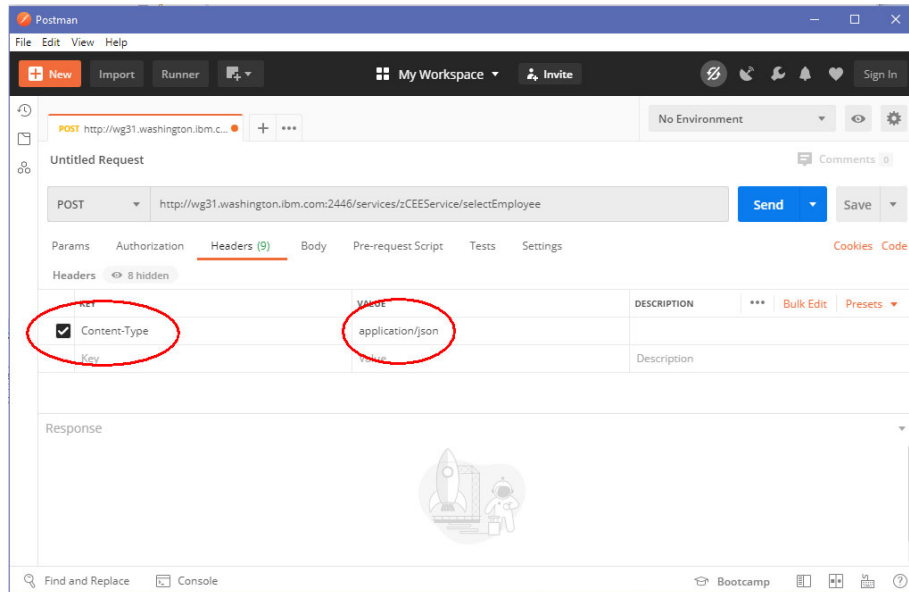 Postman
File Edit View Help
New Import Runner My Workspace Invite Sign In
POST http://wg31.washington.ibm.c... No Environment
Untitled Request Comments 0
POST http://wg31.washington.ibm.com:2446/services/zCEEService/selectEmployee Send Save
Params Authorization Headers (9) Body Pre-request Script Tests Settings Cookies Code
Headers 8 hidden
KEY VALUE DESCRIPTION Bulk Edit Presets
Content-Type application/json
Key Value Description
Response
Find and Replace Console Bootcamp